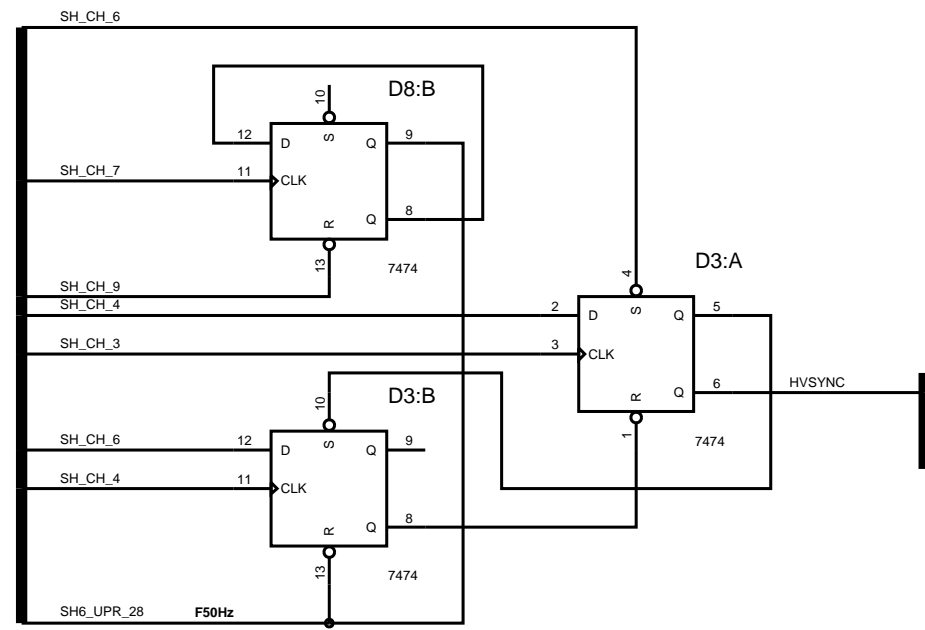 SH_CH_6
D8:B
10
12 D S Q 9
SH_CH_7 11 CLK
R Q 8
13 7474
D3:A
SH_CH_9
4
SH_CH_4 2 D S Q 5
SH_CH_3 3 CLK
R Q 6 HVSYNC
D3:B
10
1 7474
SH_CH_6 12 D S Q 9
SH_CH_4 11 CLK
R Q 8
13 7474
SH6_UPR_28 F50Hz